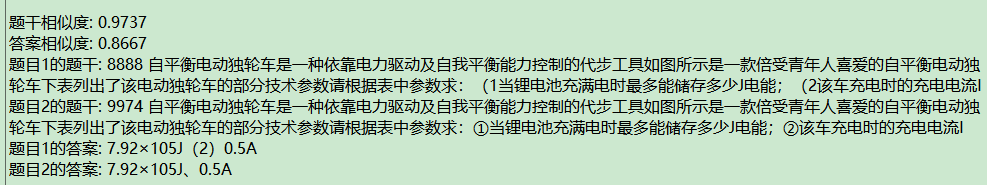 题干相似度: 0.9737
答案相似度: 0.8667
题目1的题干: 8888 自平衡电动独轮车是一种依靠电力驱动及自我平衡能力控制的代步工具如图所示是一款倍受青年人喜爱的自平衡电动独
轮车下表列出了该电动独轮车的部分技术参数请根据表中参数求：（1当锂电池充满电时最多能储存多少J电能；（2该车充电时的充电电流I
题目2的题干: 9974 自平衡电动独轮车是一种依靠电力驱动及自我平衡能力控制的代步工具如图所示是一款倍受青年人喜爱的自平衡电动独
轮车下表列出了该电动独轮车的部分技术参数请根据表中参数求：①当锂电池充满电时最多能储存多少J电能；②该车充电时的充电电流I
题目1的答案: 7.92×105J（2）0.5A
题目2的答案: 7.92×105J、0.5A